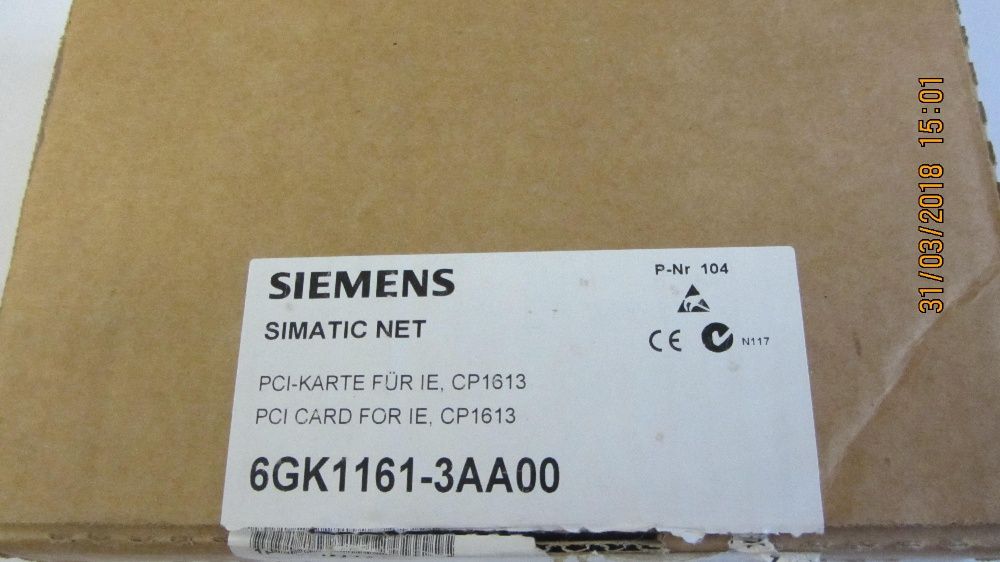 SIEMENS
SIMATIC NET
P-Nr 104
CE
N117
PCI-KARTE FÜR IE, CP1613
PCI CARD FOR IE, CP1613
6GK1161-3AA00
31/03/2018 15:01